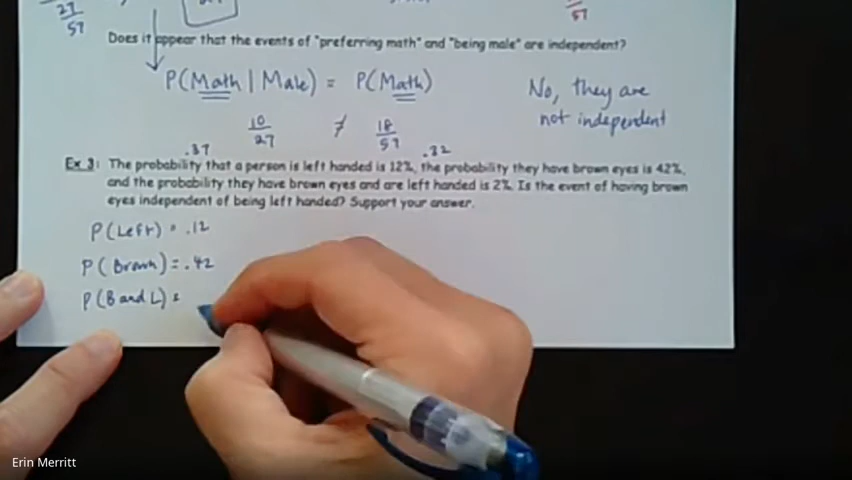 27
57
57
Does it appear that the events of "preferring math" and "being male" are independent?
P(Math | Male) = P(Math)
No, they are
not independent
10
27
≠
18
57
.37
.32
Ex 3: The probability that a person is left handed is 12%, the probability they have brown eyes is 42%,
and the probability they have brown eyes and are left handed is 2%. Is the event of having brown
eyes independent of being left handed? Support your answer.
P(Left) = .12
P(Brown) = .42
P(B and L) =
Erin Merritt